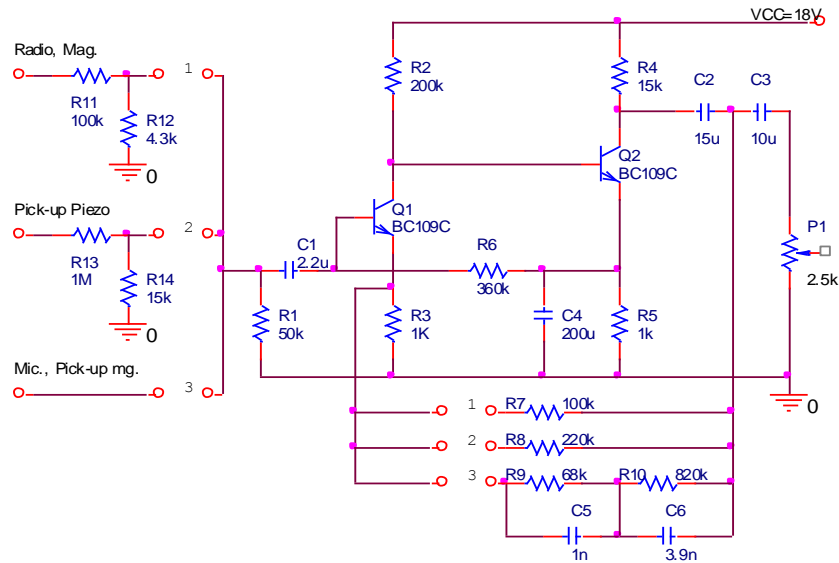 VCC=18V
Radio, Mag.
1
R11
100k
R12
4.3k
0
R2
200k
R4
15k
C2
15u
C3
10u
Q2
BC109C
Pick-up Piezo
2
R13
1M
R14
15k
0
Q1
BC109C
C1
2.2u
R6
360k
P1
2.5k
R1
50k
R3
1K
C4
200u
R5
1k
Mic., Pick-up mg.
3
0
1
R7
100k
2
R8
220k
3
R9
68k
R10
820k
C5
1n
C6
3.9n